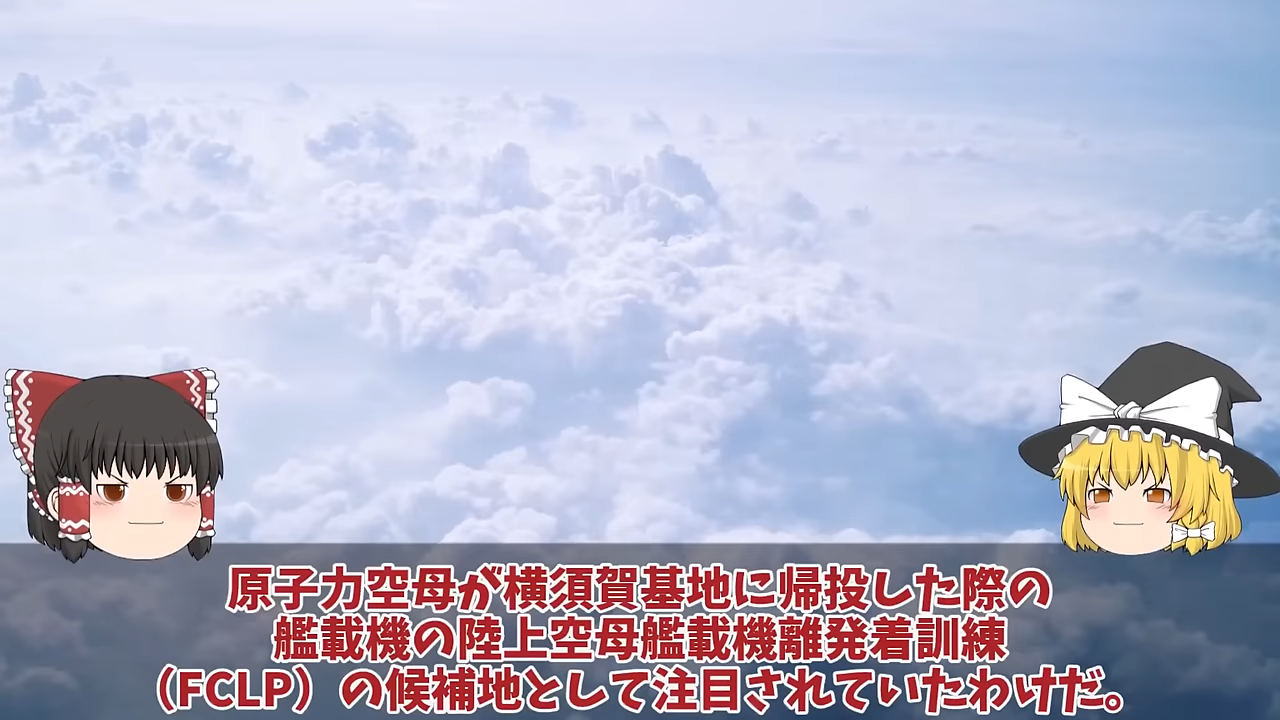 原子力空母が横須賀基地に帰投した際の
艦載機の陸上空母艦載機離発着訓練
（FCLP）の候補地として注目されていたわけだ。